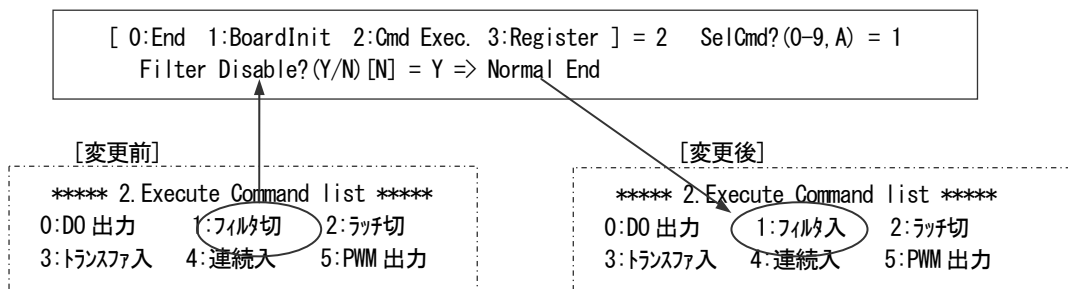 [ 0:End 1:BoardInit 2:Cmd Exec. 3:Register ] = 2 SelCmd?(0-9,A) = 1
Filter Disable?(Y/N)[N] = Y => Normal End
[変更前]
***** 2.Execute Command list *****
0:DO 出力 1:フィルタ切 2:ラッチ切
3:トランスファ入 4:連続入 5:PWM 出力
[変更後]
***** 2.Execute Command list *****
0:DO 出力 1:フィルタ入 2:ラッチ切
3:トランスファ入 4:連続入 5:PWM 出力